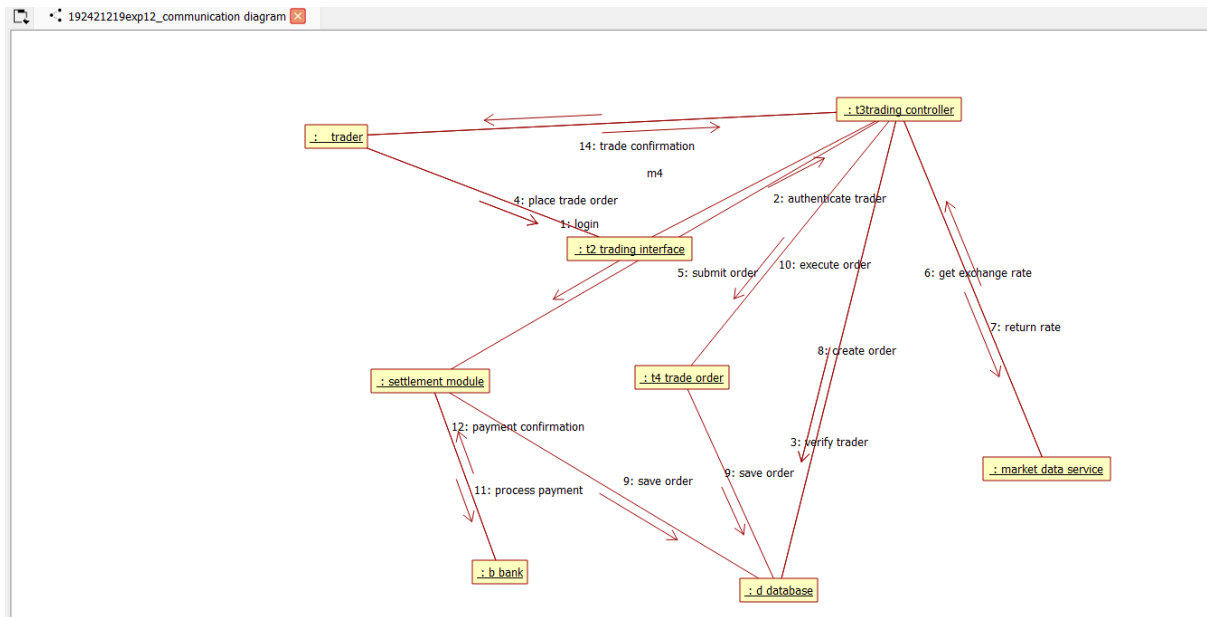 192421219exp12_communication diagram
: t3trading controller
: trader
14: trade confirmation
m4
4: place trade order
2: authenticate trader
1: login
: t2 trading interface
5: submit order
10: execute order
6: get exchange rate
7: return rate
8: create order
: settlement module
: t4 trade order
12: payment confirmation
3: verify trader
: market data service
9: save order
9: save order
11: process payment
: b bank
: d database